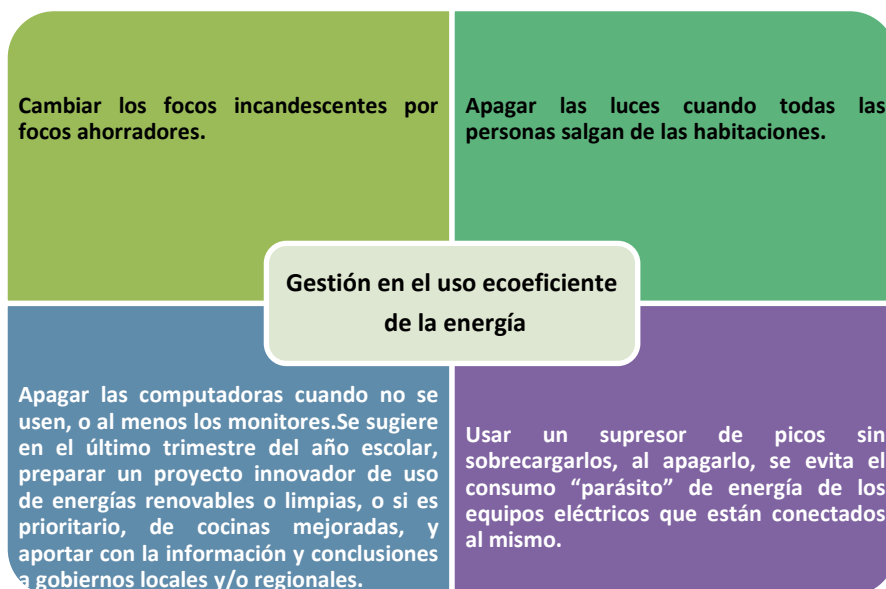 Cambiar los focos incandescentes por
focos ahorradores.
Apagar las luces cuando todas las
personas salgan de las habitaciones.
Gestión en el uso ecoeficiente
de la energía
Apagar las computadoras cuando no se
usen, o al menos los monitores.Se sugiere
en el último trimestre del año escolar,
preparar un proyecto innovador de uso
de energías renovables o limpias, o si es
prioritario, de cocinas mejoradas, y
aportar con la información y conclusiones
a gobiernos locales y/o regionales.
Usar un supresor de picos sin
sobrecargarlos, al apagarlo, se evita el
consumo “parásito” de energía de los
equipos eléctricos que están conectados
al mismo.